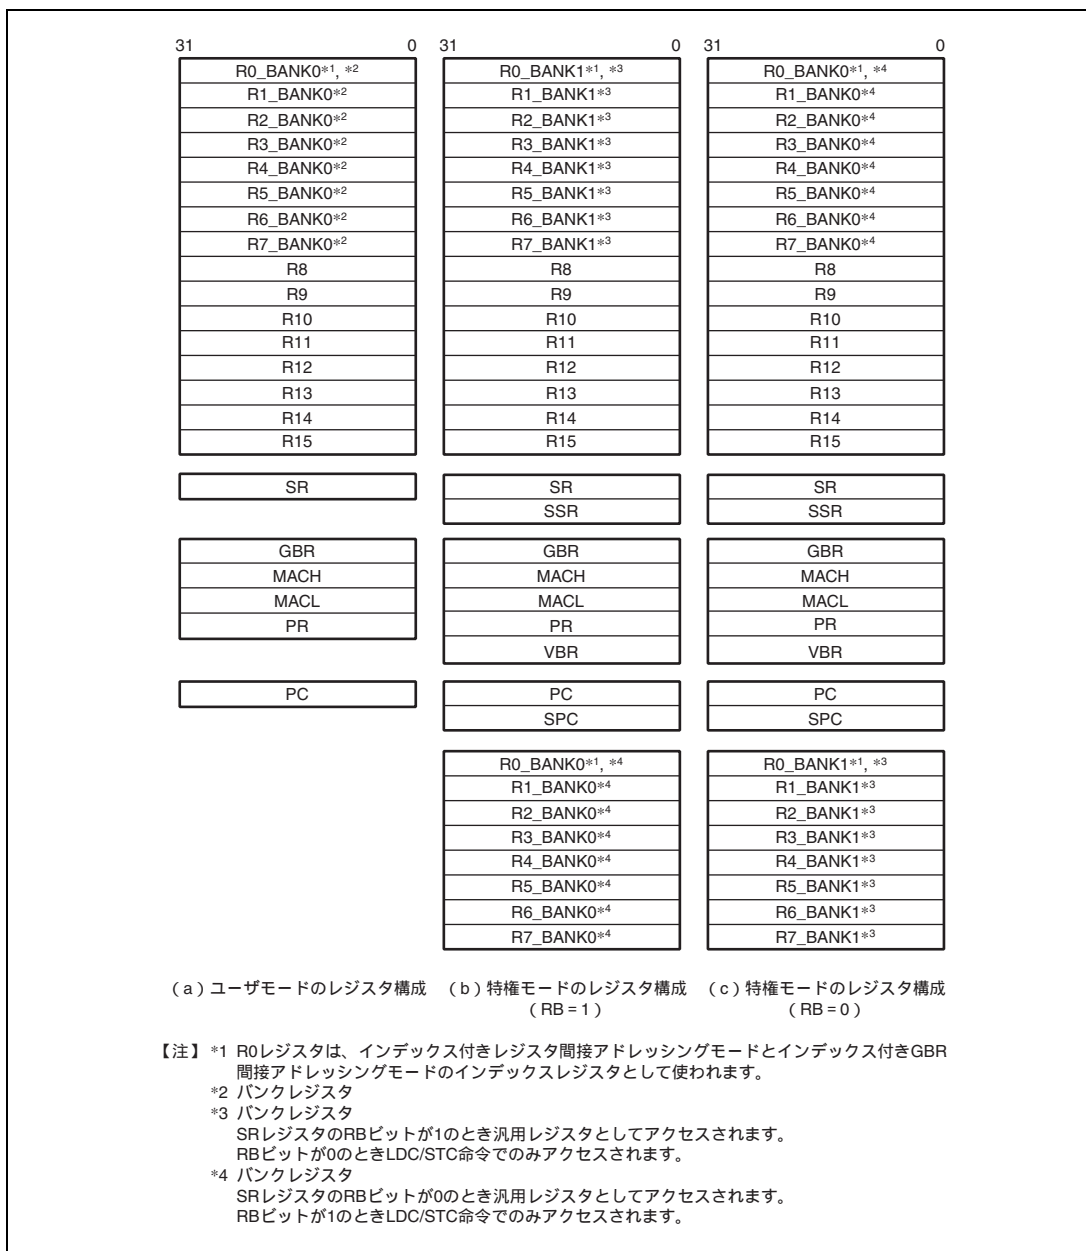 31 0 31 0 31 0
R0_BANK0*1, *2 R0_BANK1*1, *3 R0_BANK0*1, *4
R1_BANK0*2 R1_BANK1*3 R1_BANK0*4
R2_BANK0*2 R2_BANK1*3 R2_BANK0*4
R3_BANK0*2 R3_BANK1*3 R3_BANK0*4
R4_BANK0*2 R4_BANK1*3 R4_BANK0*4
R5_BANK0*2 R5_BANK1*3 R5_BANK0*4
R6_BANK0*2 R6_BANK1*3 R6_BANK0*4
R7_BANK0*2 R7_BANK1*3 R7_BANK0*4
R8 R8 R8
R9 R9 R9
R10 R10 R10
R11 R11 R11
R12 R12 R12
R13 R13 R13
R14 R14 R14
R15 R15 R15
SR SR SR
SSR SSR
GBR GBR GBR
MACH MACH MACH
MACL MACL MACL
PR PR PR
VBR VBR
PC PC PC
SPC SPC
R0_BANK0*1, *4 R0_BANK1*1, *3
R1_BANK0*4 R1_BANK1*3
R2_BANK0*4 R2_BANK1*3
R3_BANK0*4 R3_BANK1*3
R4_BANK0*4 R4_BANK1*3
R5_BANK0*4 R5_BANK1*3
R6_BANK0*4 R6_BANK1*3
R7_BANK0*4 R7_BANK1*3
（a）ユーザモードのレジスタ構成 （b）特権モードのレジスタ構成 （c）特権モードのレジスタ構成
（RB=1） （RB=0）
【注】 *1 R0レジスタは、インデックス付きレジスタ間接アドレッシングモードとインデックス付きGBR
間接アドレッシングモードのインデックスレジスタとして使われます。
*2 バンクレジスタ
*3 バンクレジスタ
SRレジスタのRBビットが1のとき汎用レジスタとしてアクセスされます。
RBビットが0のときLDC/STC命令でのみアクセスされます。
*4 バンクレジスタ
SRレジスタのRBビットが0のとき汎用レジスタとしてアクセスされます。
RBビットが1のときLDC/STC命令でのみアクセスされます。